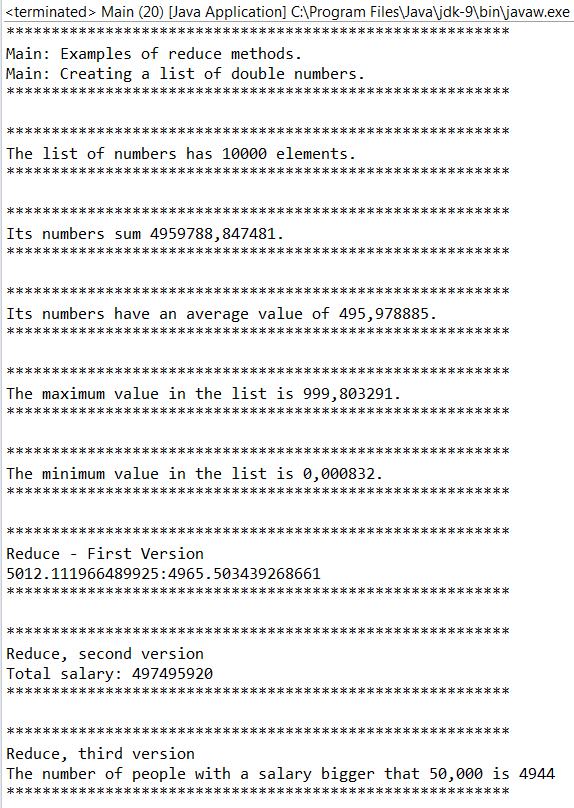 <terminated> Main (20) [Java Application] C:\Program Files\Java\jdk-9\bin\javaw.exe
********************************************************
Main: Examples of reduce methods.
Main: Creating a list of double numbers.
********************************************************
********************************************************
The list of numbers has 10000 elements.
********************************************************
********************************************************
Its numbers sum 4959788,847481.
********************************************************
********************************************************
Its numbers have an average value of 495,978885.
********************************************************
********************************************************
The maximum value in the list is 999,803291.
********************************************************
********************************************************
The minimum value in the list is 0,000832.
********************************************************
********************************************************
Reduce - First Version
5012.111966489925:4965.503439268661
********************************************************
********************************************************
Reduce, second version
Total salary: 497495920
********************************************************
********************************************************
Reduce, third version
The number of people with a salary bigger that 50,000 is 4944
********************************************************